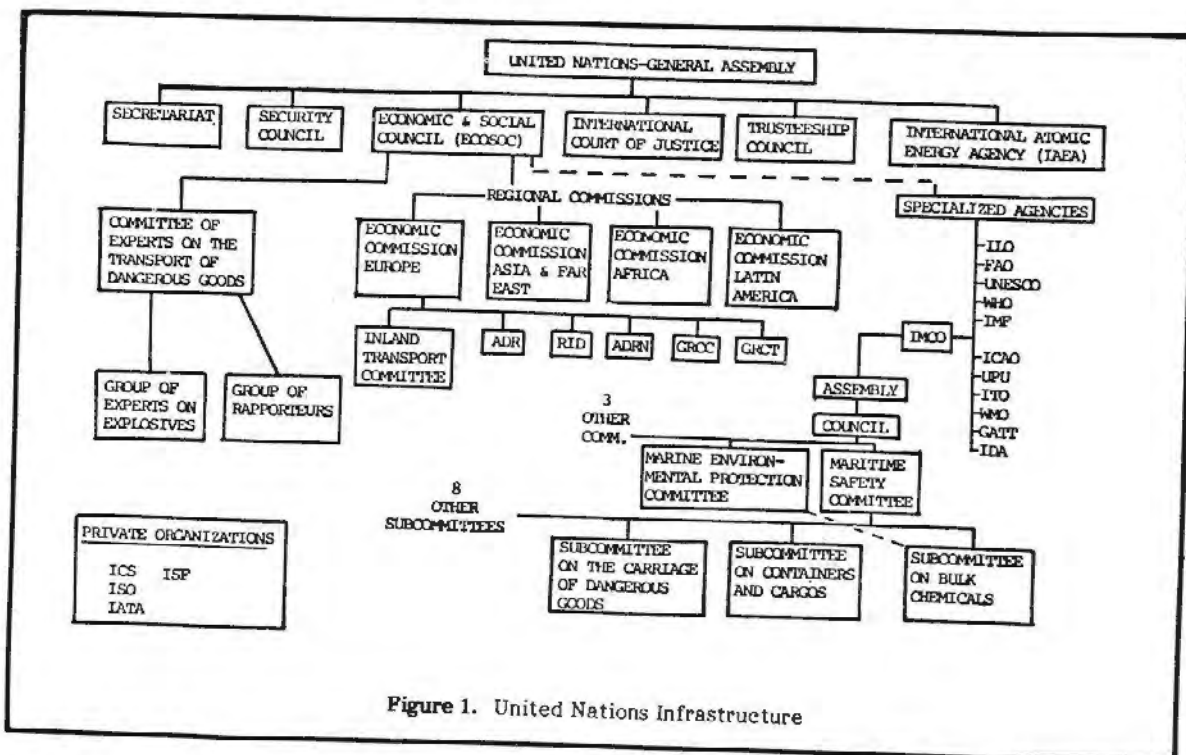 UNITED NATIONS-GENERAL ASSEMBLY
SECRETARIAT
SECURITY
COUNCIL
ECONOMIC & SOCIAL
COUNCIL (ECOSOC)
INTERNATIONAL
COURT OF JUSTICE
TRUSTEESHIP
COUNCIL
INTERNATIONAL ATOMIC
ENERGY AGENCY (IAEA)
REGIONAL COMMISSIONS
SPECIALIZED AGENCIES
COMMITTEE OF
EXPERTS ON THE
TRANSPORT OF
DANGEROUS GOODS
ECONOMIC
COMMISSION
EUROPE
ECONOMIC
COMMISSION
ASIA & FAR
EAST
ECONOMIC
COMMISSION
AFRICA
ECONOMIC
COMMISSION
LATIN
AMERICA
ILO
FAO
UNESCO
WHO
IMF
ICAO
UPU
ITO
WMO
GATT
IDA
INLAND
TRANSPORT
COMMITTEE
ADR
RID
ADRN
GRCC
GRCT
IMCO
GROUP OF
EXPERTS ON
EXPLOSIVES
GROUP OF
RAPPORTEURS
ASSEMBLY
COUNCIL
3
OTHER
COMM.
MARINE ENVIRON-
MENTAL PROTECTION
COMMITTEE
MARITIME
SAFETY
COMMITTEE
8
OTHER
SUBCOMMITTEES
PRIVATE ORGANIZATIONS
ICS ISF
ISO
IATA
SUBCOMMITTEE
ON THE CARRIAGE
OF DANGEROUS
GOODS
SUBCOMMITTEE
ON CONTAINERS
AND CARGOS
SUBCOMMITTEE
ON BULK
CHEMICALS
Figure 1. United Nations Infrastructure